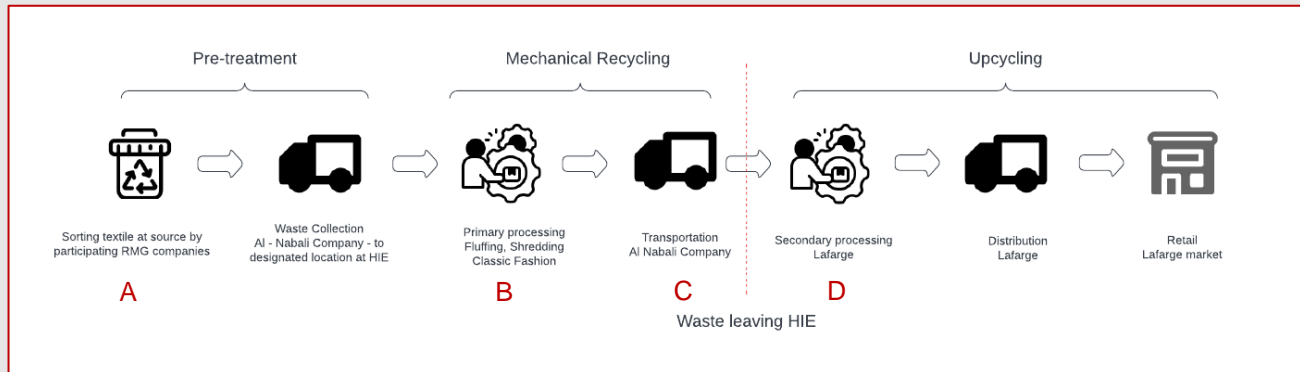 Pre-treatment
Mechanical Recycling
Upcycling
Sorting textile at source by
participating RMG companies
Waste Collection
Al - Nabali Company - to
designated location at HIE
Primary processing
Fluffing, Shredding
Classic Fashion
Transportation
Al Nabali Company
Secondary processing
Lafarge
Distribution
Lafarge
Retail
Lafarge market
A
B
C
D
Waste leaving HIE